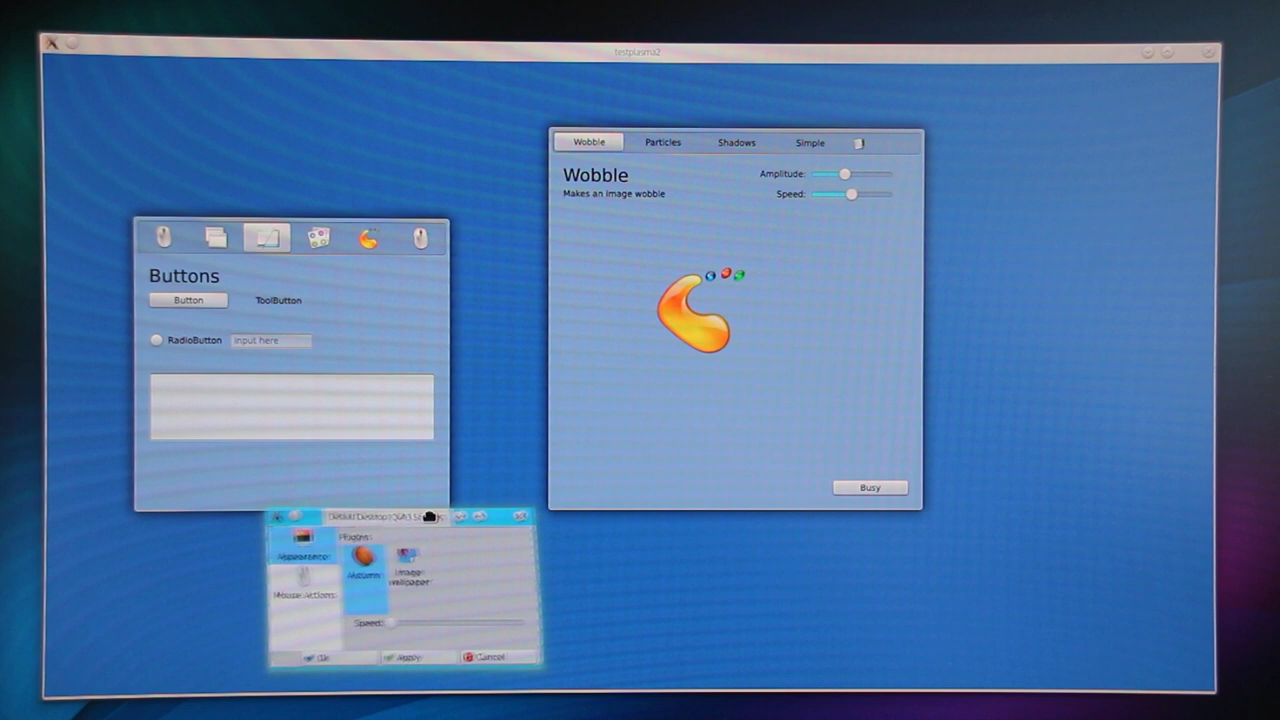 testplasma2
Wobble Particles Shadows Simple
Wobble Amplitude:
Makes an image wobble Speed:
Buttons
Button ToolButton
RadioButton input here
Busy
Appearance Plugins:
Autumn Image
wallpaper
Mouse Actions
Speed:
Ok Apply Cancel